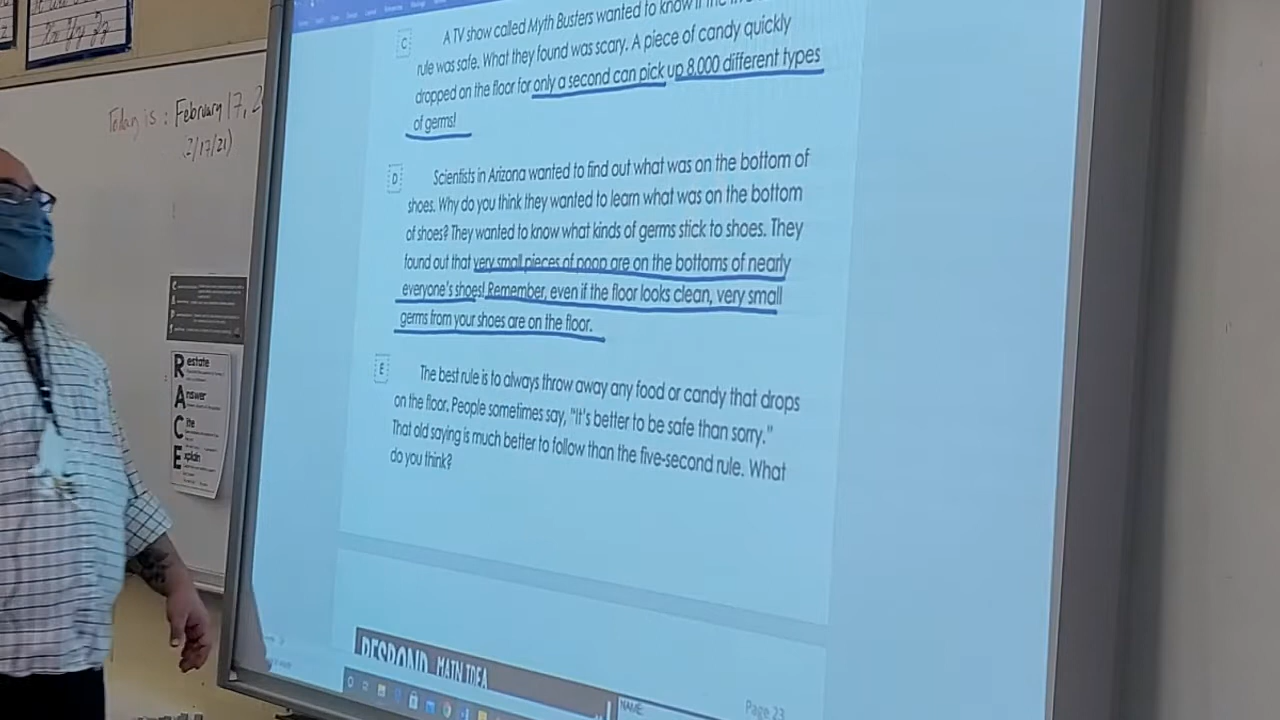 Today is : February 17, 2
(2/17/21)
C
A TV show called Myth Busters wanted to know if the
rule was safe. What they found was scary. A piece of candy quickly
dropped on the floor for only a second can pick up 8,000 different types
of germs!
D
Scientists in Arizona wanted to find out what was on the bottom of
shoes. Why do you think they wanted to learn what was on the bottom
of shoes? They wanted to know what kinds of germs stick to shoes. They
found out that very small pieces of poop are on the bottoms of nearly
everyone's shoes! Remember, even if the floor looks clean, very small
germs from your shoes are on the floor.
E
The best rule is to always throw away any food or candy that drops
on the floor. People sometimes say, "It's better to be safe than sorry."
That old saying is much better to follow than the five-second rule. What
do you think?
Restate
Answer
Cite
Explain
RESPOND MAIN IDEA
NAME:
Page 23